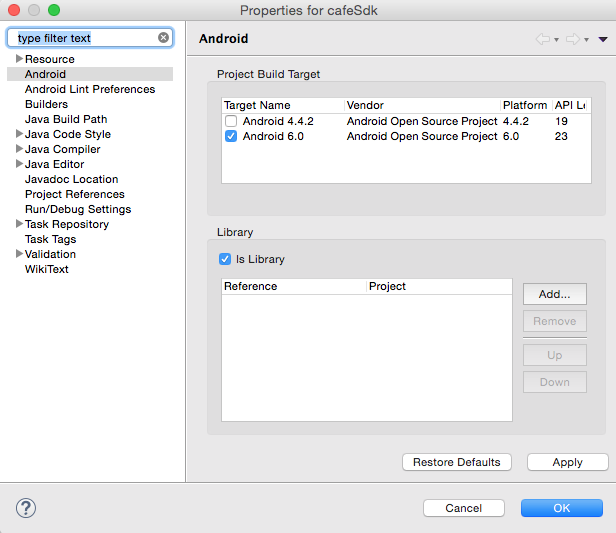 Properties for cafeSdk
type filter text
Resource
Android
Android Lint Preferences
Builders
Java Build Path
Java Code Style
Java Compiler
Java Editor
Javadoc Location
Project References
Run/Debug Settings
Task Repository
Task Tags
Validation
WikiText
Android
Project Build Target
Target Name Vendor Platform API Le
Android 4.4.2 Android Open Source Project 4.4.2 19
Android 6.0 Android Open Source Project 6.0 23
Library
Is Library
Reference Project
Add...
Remove
Up
Down
Restore Defaults Apply
? Cancel OK